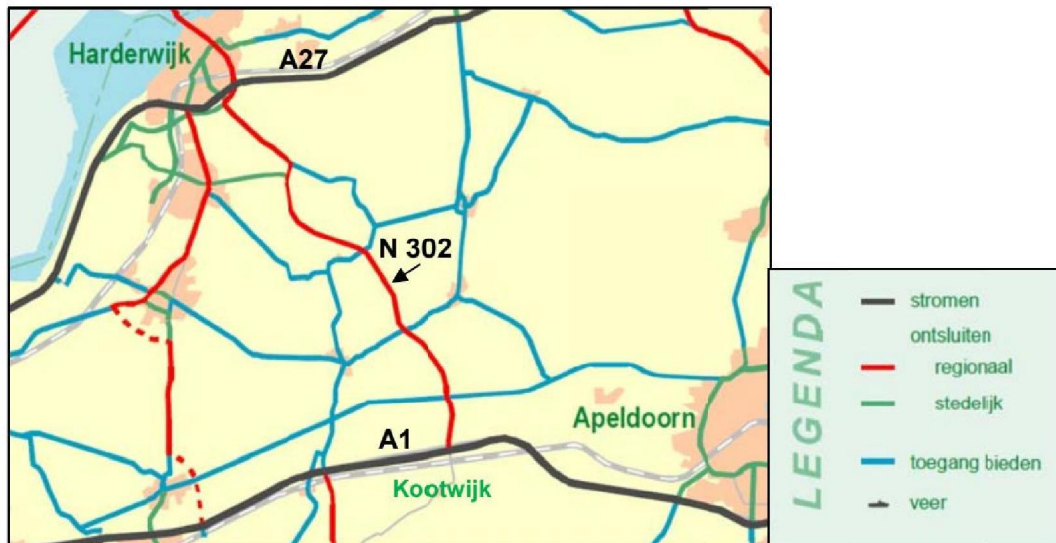 Harderwijk
A27
N 302
A1
Apeldoorn
Kootwijk
LEGENDA
stromen
ontsluiten
regionaal
stedelijk
toegang bieden
veer